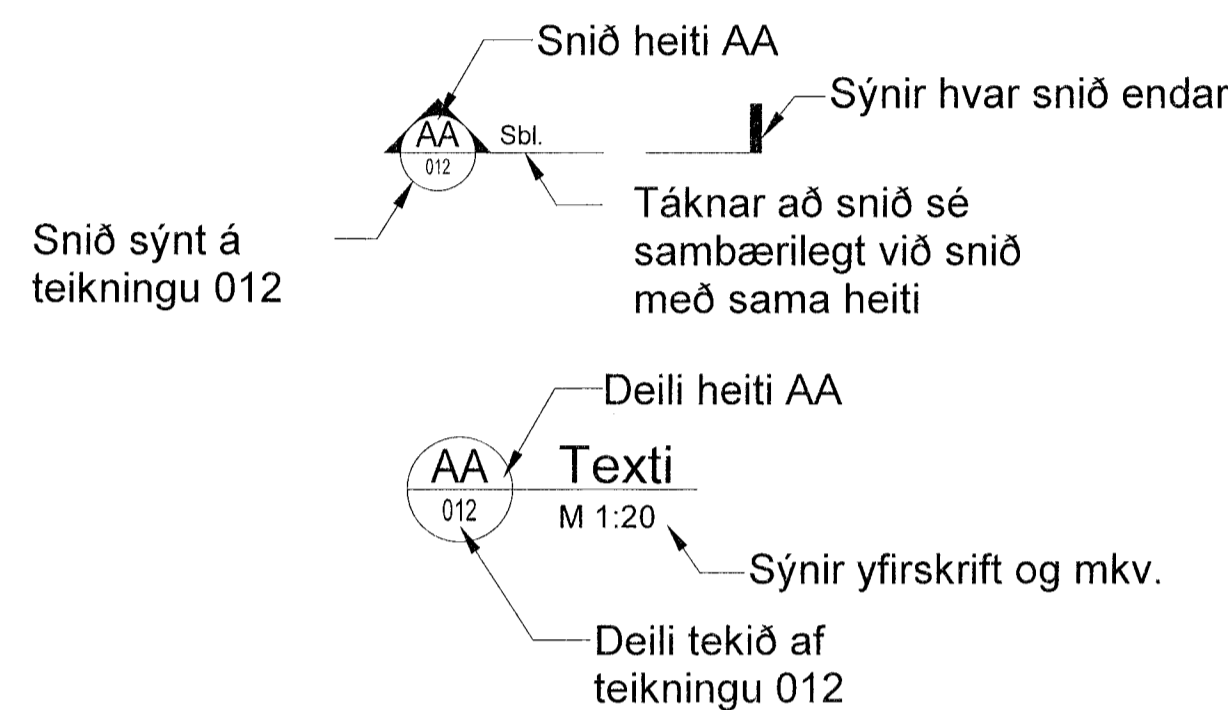 Snið heiti AA
Sýnir hvar snið endar
AA
Sbl.
012
Táknar að snið sé
sambærilegt við snið
með sama heiti
Snið sýnt á
teikningu 012
Deili heiti AA
AA
Texti
012
M 1:20
Sýnir yfirskrift og mkv.
Deili tekið af
teikningu 012